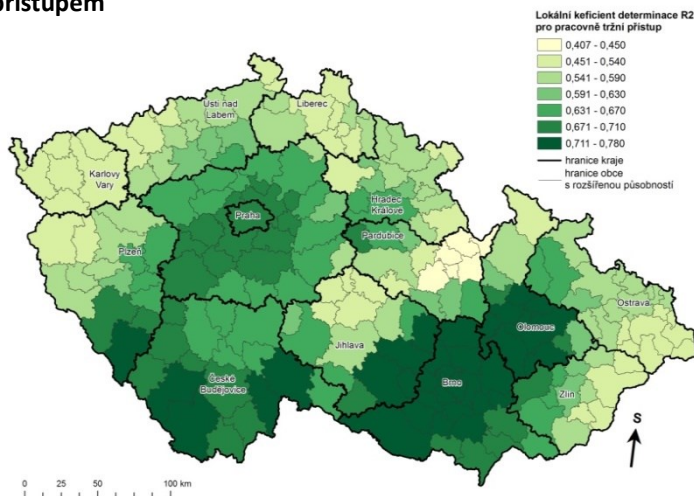 přístupem
Lokální keficient determinace R2
pro pracovně tržní přístup
0,407 - 0,450
0,451 - 0,540
0,541 - 0,590
0,591 - 0,630
0,631 - 0,670
0,671 - 0,710
0,711 - 0,780
hranice kraje
hranice obce
s rozšířenou působností
Ústí nad
Labem
Liberec
Karlovy
Vary
Praha
Hradec
Králové
Pardubice
Plzeň
Ostrava
Olomouc
Jihlava
České
Budějovice
Brno
Zlín
S
0 25 50 100 km